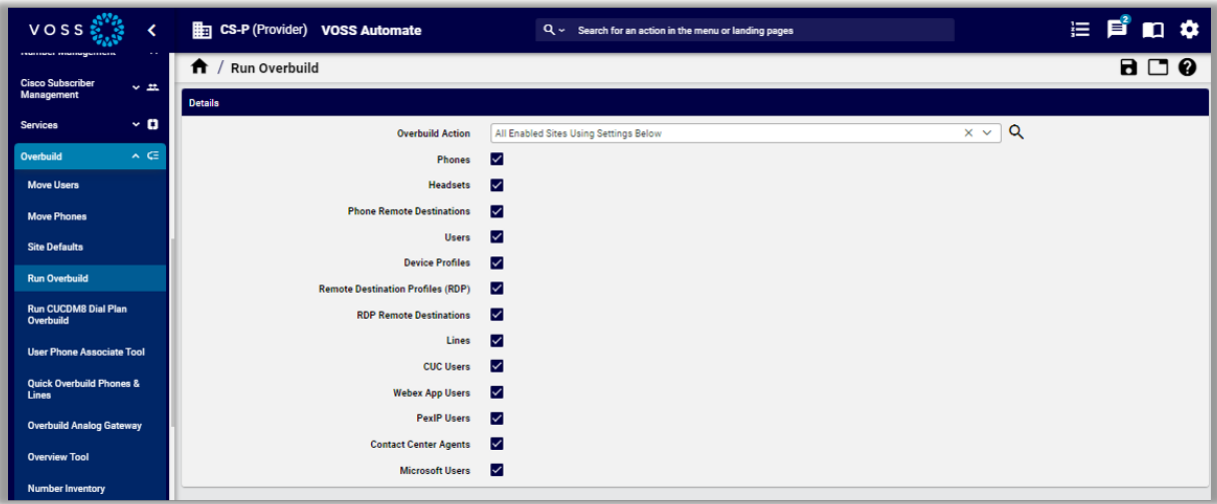 VOSS
CS-P (Provider) VOSS Automate
Search for an action in the menu or landing pages
2
Number Management
Cisco Subscriber
Management
Services
Overbuild
Move Users
Move Phones
Site Defaults
Run Overbuild
Run CUCDM8 Dial Plan
Overbuild
User Phone Associate Tool
Quick Overbuild Phones &
Lines
Overbuild Analog Gateway
Overview Tool
Number Inventory
/ Run Overbuild
Details
Overbuild Action All Enabled Sites Using Settings Below
Phones
Headsets
Phone Remote Destinations
Users
Device Profiles
Remote Destination Profiles (RDP)
RDP Remote Destinations
Lines
CUC Users
Webex App Users
PexIP Users
Contact Center Agents
Microsoft Users